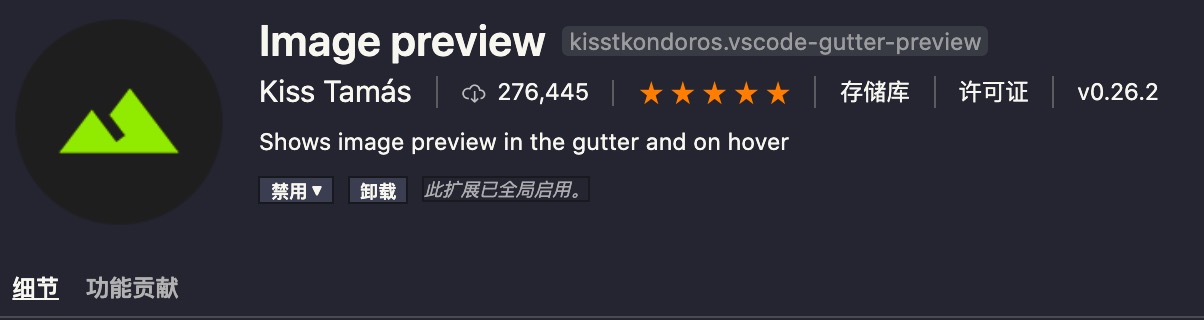 Image preview kisstkondoros.vscode-gutter-preview
Kiss Tamás 276,445 ★★★★★ 存储库 许可证 v0.26.2
Shows image preview in the gutter and on hover
禁用▼ 卸载 此扩展已全局启用。
细节 功能贡献